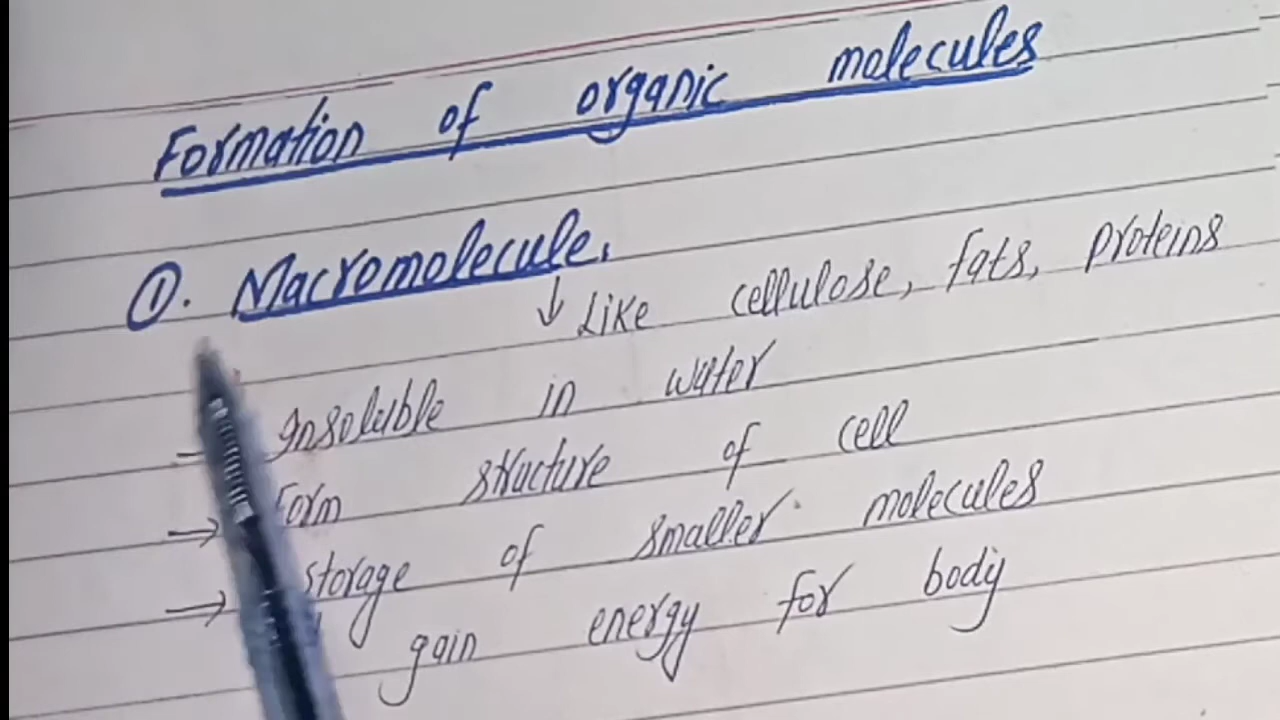 Formation of organic molecules
①. Macromolecule.
↓ Like cellulose, fats, proteins
Insoluble in water
→ Form structure of cell
→ storage of smaller molecules
gain energy for body